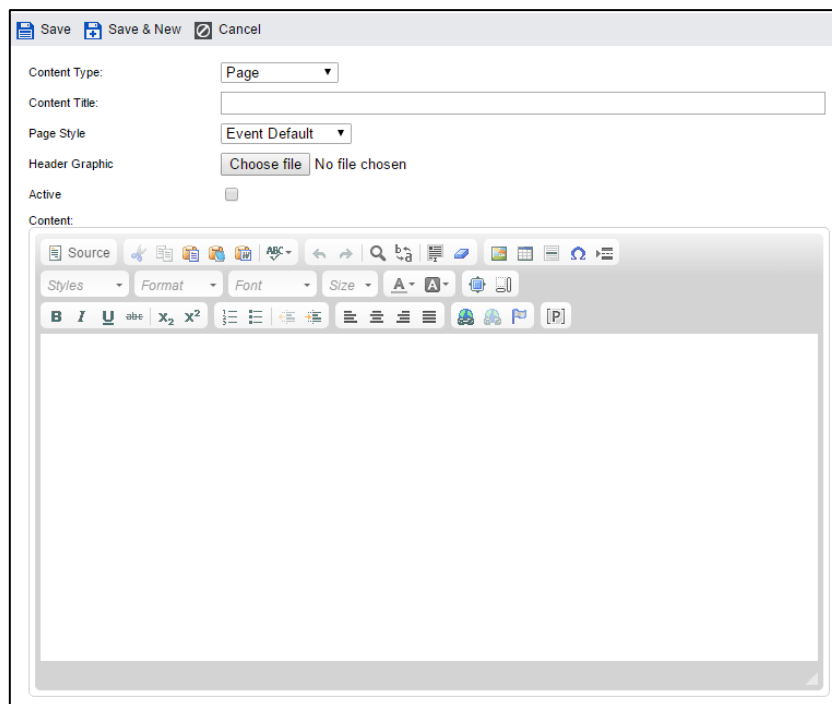 Save Save & New Cancel
Content Type: Page
Content Title:
Page Style Event Default
Header Graphic Choose file No file chosen
Active
Content:
Source ABC
Styles Format Font Size A A
B I U abc X₂ X² [P]